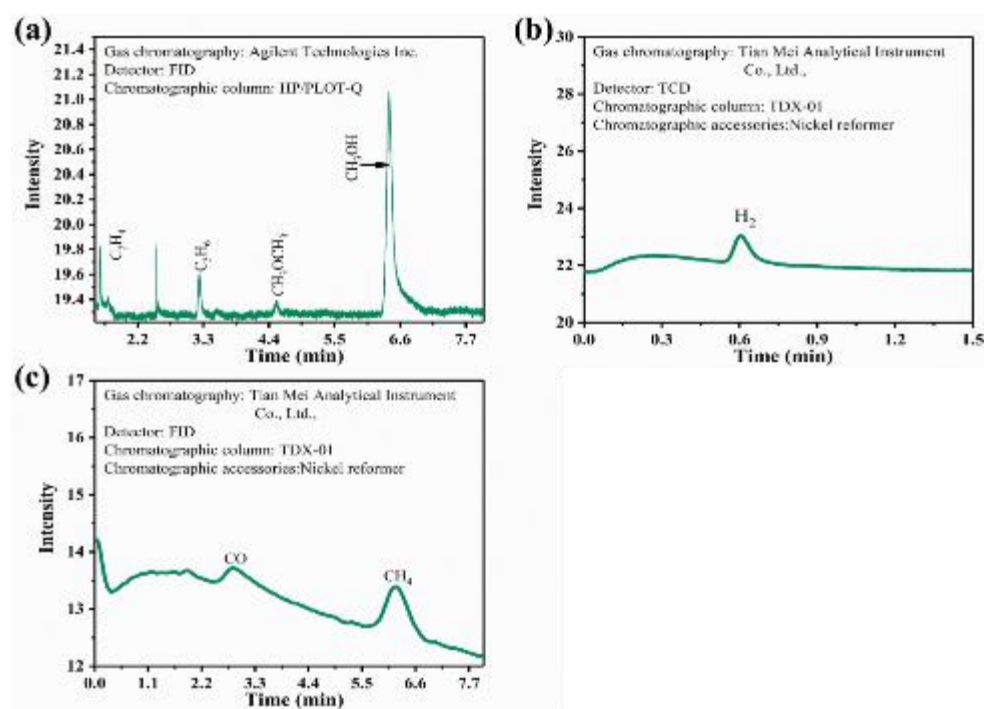 (a)
21.4
21.2
21.0
20.8
20.6
20.4
20.2
20.0
19.8
19.6
19.4
Intensity
Gas chromatography: Agilent Technologies Inc.
Detector: FID
Chromatographic column: HP/PLOT-Q
C₂H₄
C₂H₆
CH₃OCH₃
CH₃OH
2.2 3.3 4.4 5.5 6.6 7.7
Time (min)
(b)
30
28
26
24
22
20
Intensity
Gas chromatography: Tian Mei Analytical Instrument
Co., Ltd.,
Detector: TCD
Chromatographic column: TDX-01
Chromatographic accessories:Nickel reformer
H₂
0.0 0.3 0.6 0.9 1.2 1.5
Time (min)
(c)
17
16
15
14
13
12
Intensity
Gas chromatography: Tian Mei Analytical Instrument
Co., Ltd.,
Detector: FID
Chromatographic column: TDX-01
Chromatographic accessories:Nickel reformer
CO
CH₄
0.0 1.1 2.2 3.3 4.4 5.5 6.6 7.7
Time (min)